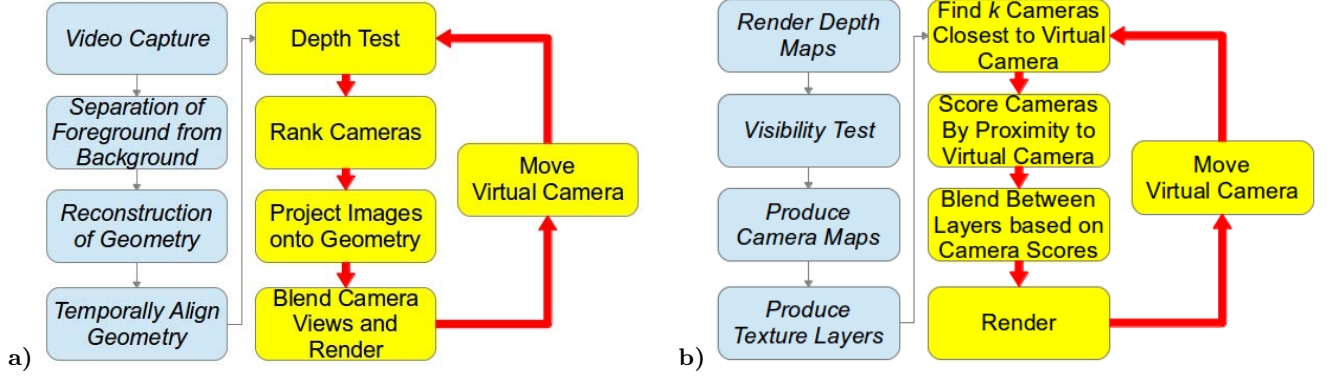 Video Capture
Separation of
Foreground from
Background
Reconstruction
of Geometry
Temporally Align
Geometry
Depth Test
Rank Cameras
Project Images
onto Geometry
Blend Camera
Views and
Render
Move
Virtual Camera
a)
Render Depth
Maps
Visibility Test
Produce
Camera Maps
Produce
Texture Layers
Find k Cameras
Closest to Virtual
Camera
Score Cameras
By Proximity to
Virtual Camera
Blend Between
Layers based on
Camera Scores
Render
Move
Virtual Camera
b)